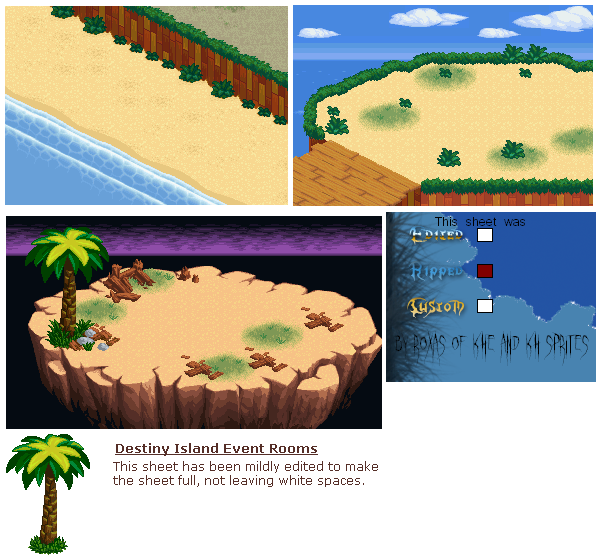 This sheet was
Edited
Ripped
Custom
BY ROXAS OF KHE AND KH SPRITES
Destiny Island Event Rooms
This sheet has been mildly edited to make
the sheet full, not leaving white spaces.